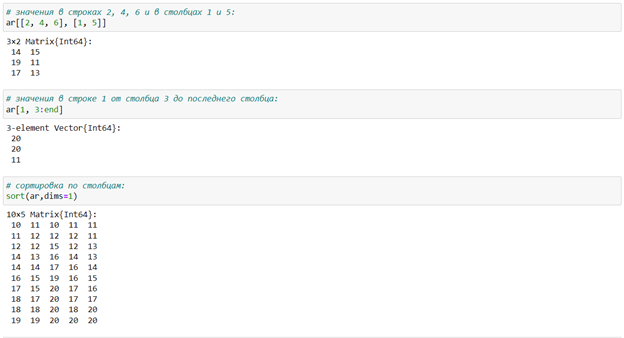 # значения в строках 2, 4, 6 и в столбцах 1 и 5:
ar[[2, 4, 6], [1, 5]]
3×2 Matrix{Int64}:
14 15
19 11
17 13
# значения в строке 1 от столбца 3 до последнего столбца:
ar[1, 3:end]
3-element Vector{Int64}:
20
20
11
# сортировка по столбцам:
sort(ar,dims=1)
10×5 Matrix{Int64}:
10 11 10 11 11
11 12 12 12 11
12 12 15 12 13
14 13 16 14 13
14 14 17 16 14
16 15 19 16 15
17 15 20 17 16
18 17 20 17 17
18 18 20 18 20
19 19 20 20 20